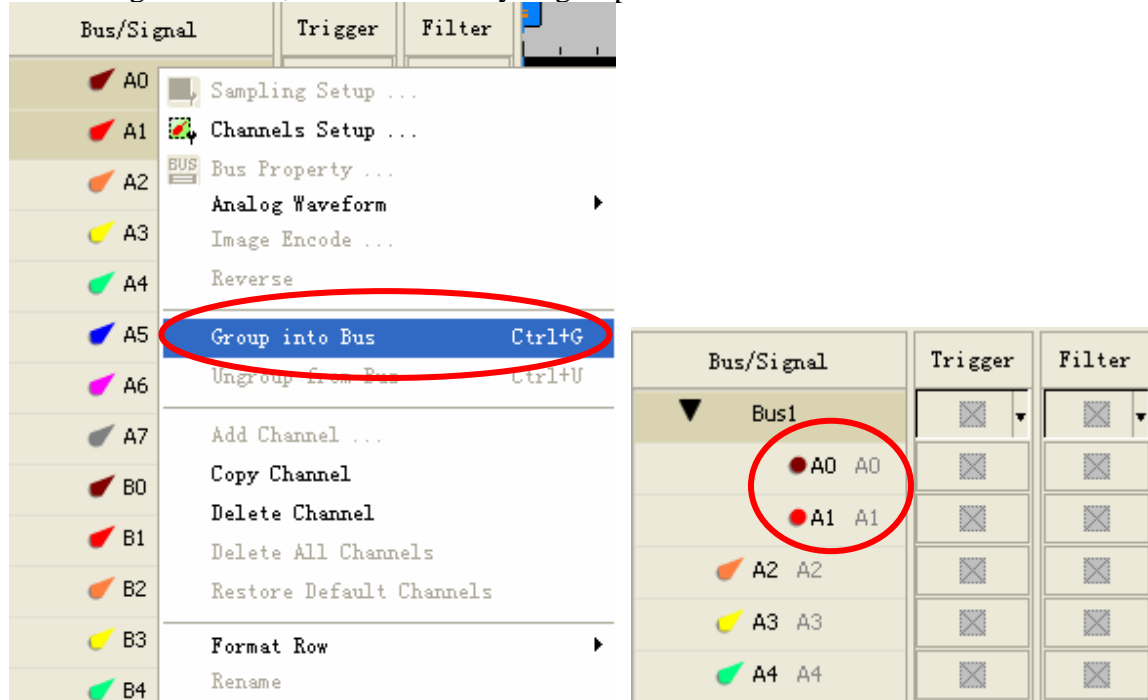 Bus/Signal Trigger Filter
A0
Sampling Setup ...
A1
Channels Setup ...
BUS
Bus Property ...
A2
Analog Waveform
A3
Image Encode ...
A4
Reverse
A5
Group into Bus Ctrl+G
A6
Ungroup from Bus Ctrl+U
A7
Add Channel ...
B0
Copy Channel
Delete Channel
B1
Delete All Channels
B2
Restore Default Channels
B3
Format Row
B4
Rename
Bus/Signal Trigger Filter
Bus1
A0 A0
A1 A1
A2 A2
A3 A3
A4 A4